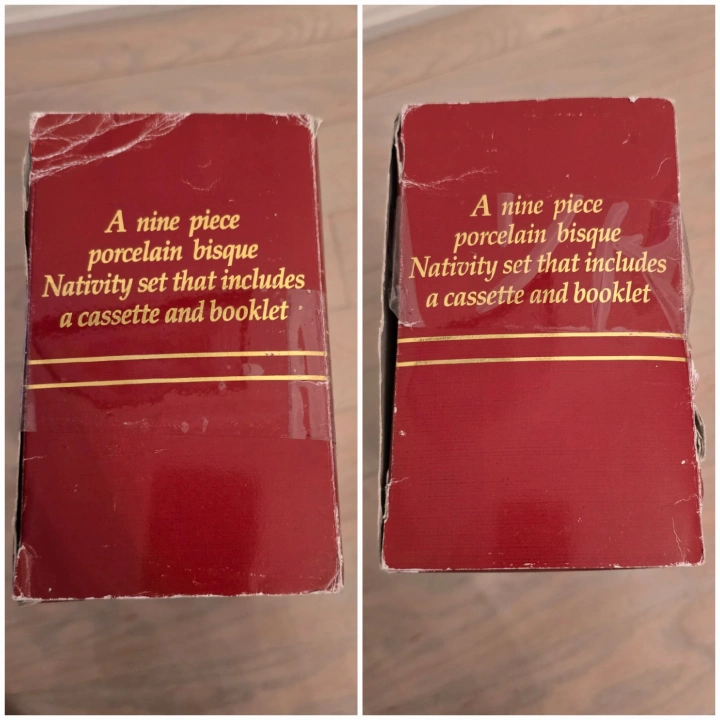 A nine piece
porcelain bisque
Nativity set that includes
a cassette and booklet
A nine piece
porcelain bisque
Nativity set that includes
a cassette and booklet